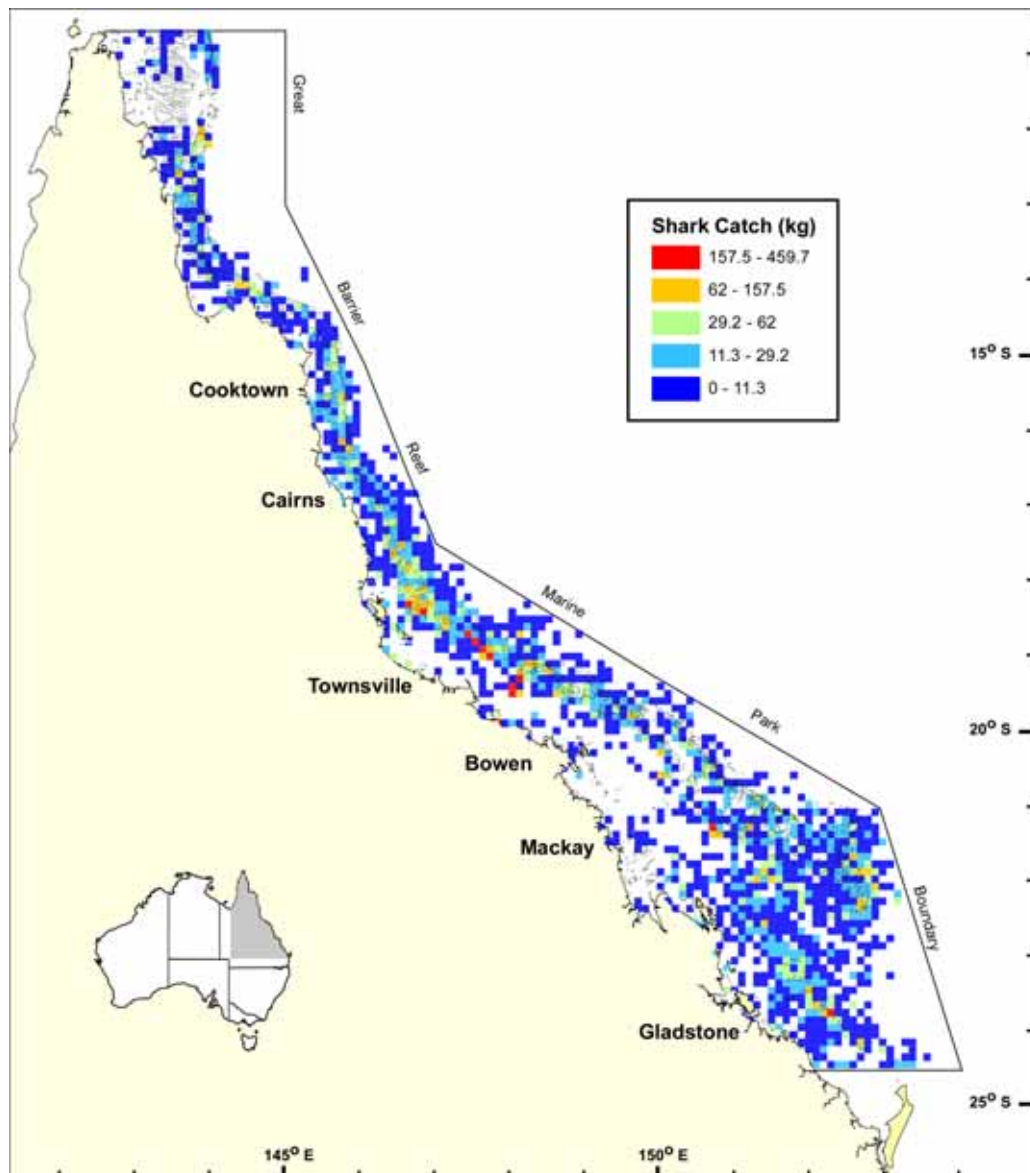 Great
Barrier
Reef
Marine
Park
Boundary
Shark Catch (kg)
157.5 - 459.7
62 - 157.5
29.2 - 62
11.3 - 29.2
0 - 11.3
15° S
Cooktown
Cairns
Townsville
20° S
Bowen
Mackay
Gladstone
25° S
145° E
150° E